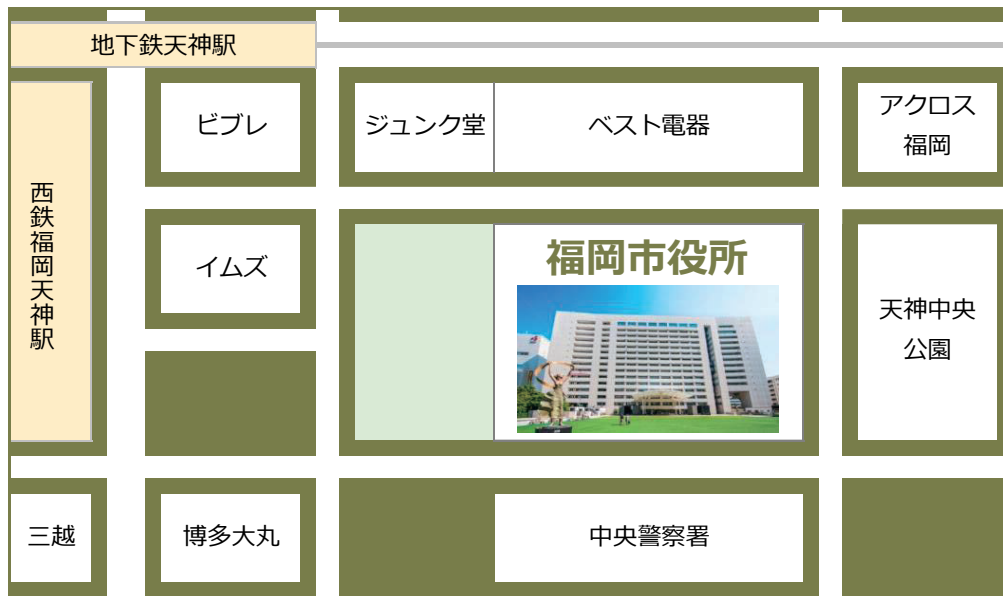 地下鉄天神駅
ビブレ
ジュンク堂
ベスト電器
アクロス
福岡
西鉄福岡天神駅
イムズ
福岡市役所
天神中央
公園
三越
博多大丸
中央警察署